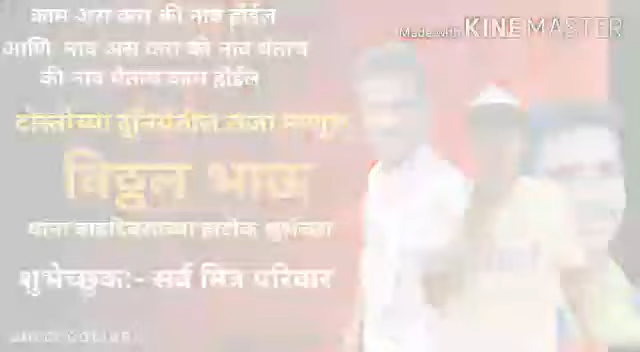 काम असं करा की नाव होईल
आणि नाव असं करा की नाव घेताच
की नाव घेताच काम होईल
Made with KINEMASTER
दोस्तीच्या दुनियेतील राजा माणूस
विठ्ठल भाऊ
यांना वाढदिवसाच्या हार्दिक शुभेच्छा
शुभेच्छुक:- सर्व मित्र परिवार